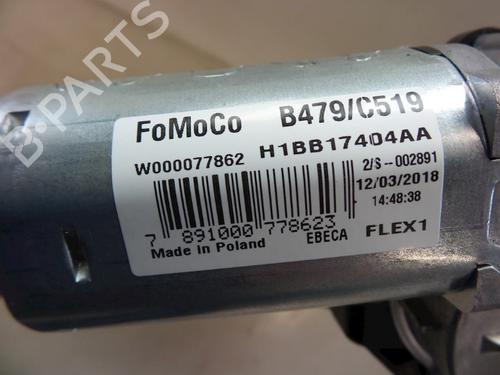 B-PARTS
FoMoCo B479/C519
W000077862 H1BB17404AA
2/S--002891
12/03/2018
14:48:38
7 891000 778623
Made in Poland EBECA FLEX1